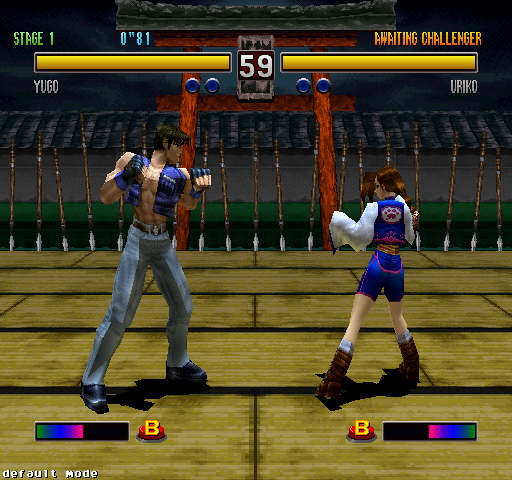 STAGE 1 0"81 AWAITING CHALLENGER
59
YUGO URIKO
B B
default mode